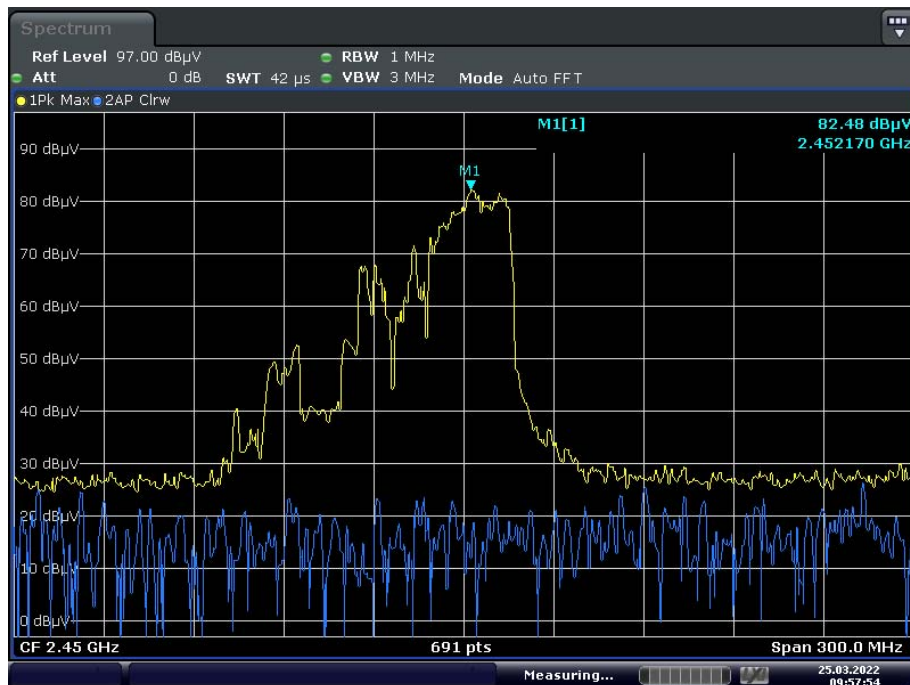 Spectrum
Ref Level 97.00 dBµV RBW 1 MHz
Att 0 dB SWT 42 µs VBW 3 MHz Mode Auto FFT
1Pk Max 2AP Clrw
M1[1] 82.48 dBµV
2.452170 GHz
90 dBµV
M1
80 dBµV
70 dBµV
60 dBµV
50 dBµV
40 dBµV
30 dBµV
20 dBµV
10 dBµV
0 dBµV
CF 2.45 GHz 691 pts Span 300.0 MHz
Measuring... 25.03.2022
09:57:54